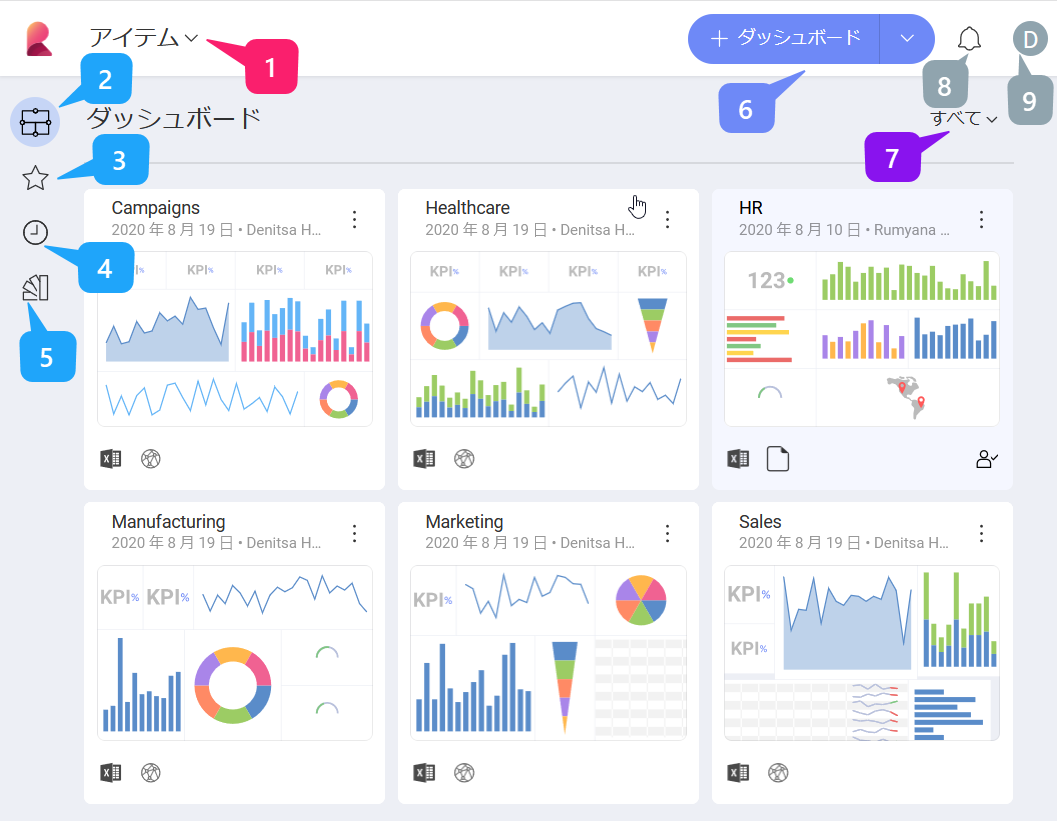 アイテム
1
+ ダッシュボード
D
2
6
8
9
ダッシュボード
すべて
3
7
4
5
Campaigns
2020 年 8 月 19 日 • Denitsa H...
KPI% KPI% KPI%
Healthcare
2020 年 8 月 19 日 • Denitsa H...
KPI% KPI% KPI% KPI%
HR
2020 年 8 月 10 日 • Rumyana ...
123
Manufacturing
2020 年 8 月 19 日 • Denitsa H...
KPI% KPI%
Marketing
2020 年 8 月 19 日 • Denitsa H...
KPI%
Sales
2020 年 8 月 19 日 • Denitsa H...
KPI%
KPI%